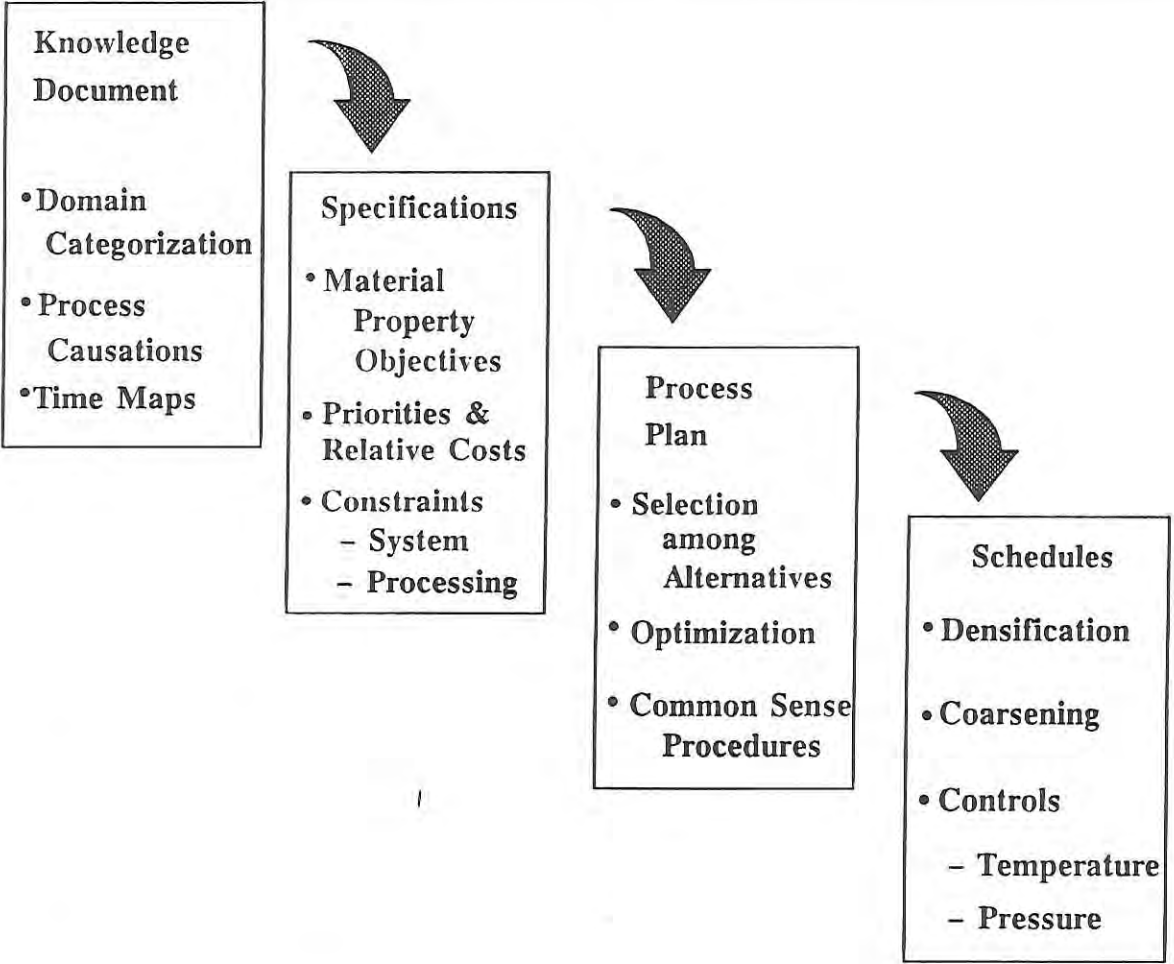 Knowledge
Document
•Domain
Categorization
• Process
Causations
•Time Maps
Specifications
• Material
Property
Objectives
• Priorities &
Relative Costs
• Constraints
– System
– Processing
Process
Plan
• Selection
among
Alternatives
• Optimization
• Common Sense
Procedures
Schedules
• Densification
• Coarsening
• Controls
– Temperature
– Pressure